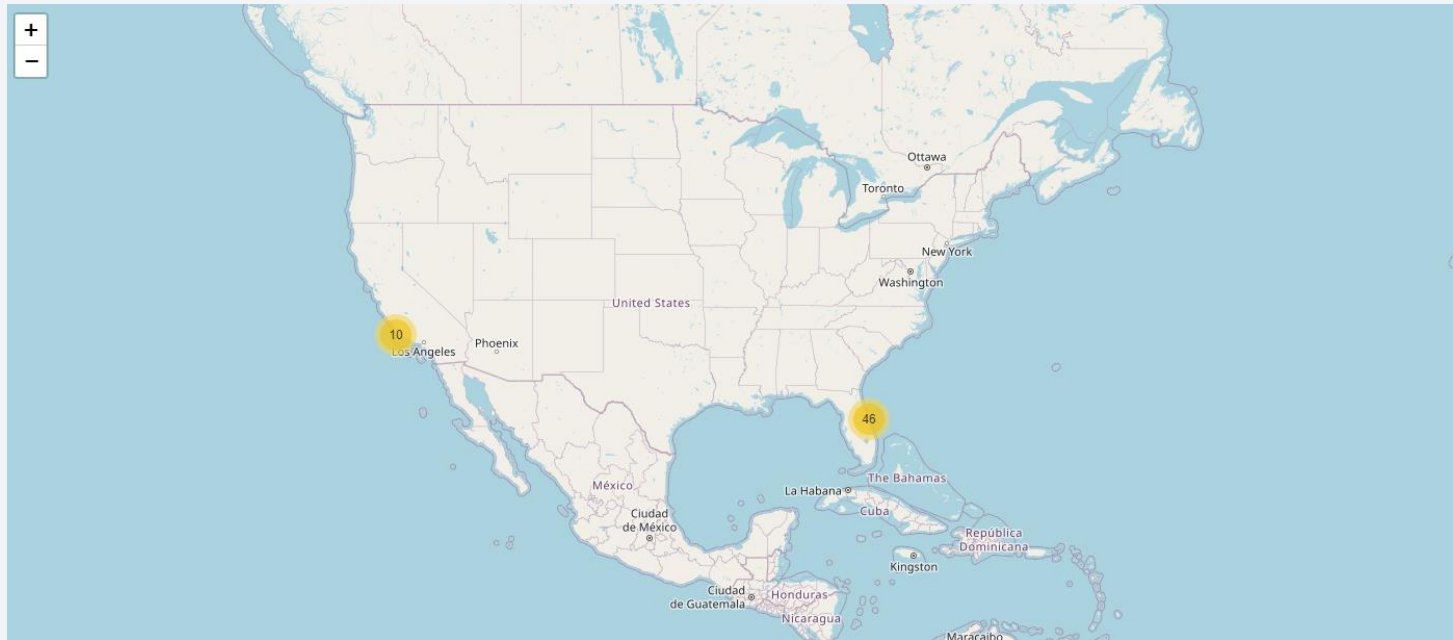 +
−
Ottawa
Toronto
New York
Washington
United States
10
Los Angeles
Phoenix
46
México
La Habana
The Bahamas
Cuba
Ciudad
de México
República
Dominicana
Kingston
Ciudad
de Guatemala
Honduras
Nicaragua
Maracaibo